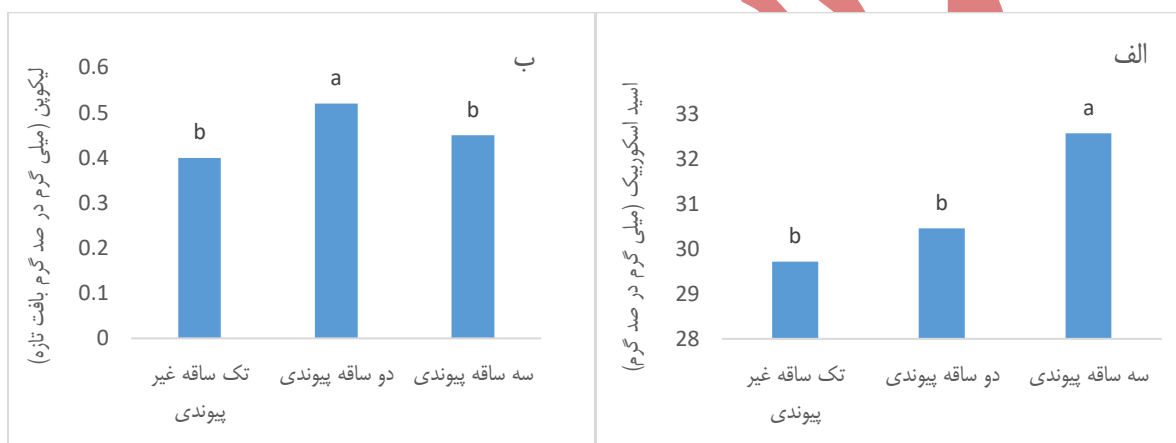 الف
اسید اسکوربیک (میلی گرم در صد گرم)
33
32
31
30
29
28
b
b
a
تک ساقه غیر پیوندی
دو ساقه پیوندی
سه ساقه پیوندی
ب
لیکوپن (میلی گرم در صد گرم بافت تازه)
0.6
0.5
0.4
0.3
0.2
0.1
0
b
a
b
تک ساقه غیر پیوندی
دو ساقه پیوندی
سه ساقه پیوندی